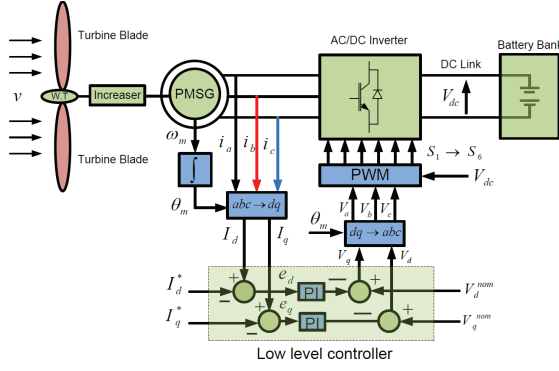 Turbine Blade
AC/DC Inverter
DC Link
Battery Bank
v
W.T
Increaser
PMSG
V_dc
ω_m
i_a
i_b
i_c
S_1 → S_6
∫
PWM
V_dc
θ_m
abc → dq
V_a
V_b
V_c
Turbine Blade
θ_m
dq → abc
I_d
I_q
V_q
V_d
I_d^*
+
−
e_d
PI
−
+
V_d^nom
I_q^*
+
−
e_q
PI
−
+
V_q^nom
Low level controller